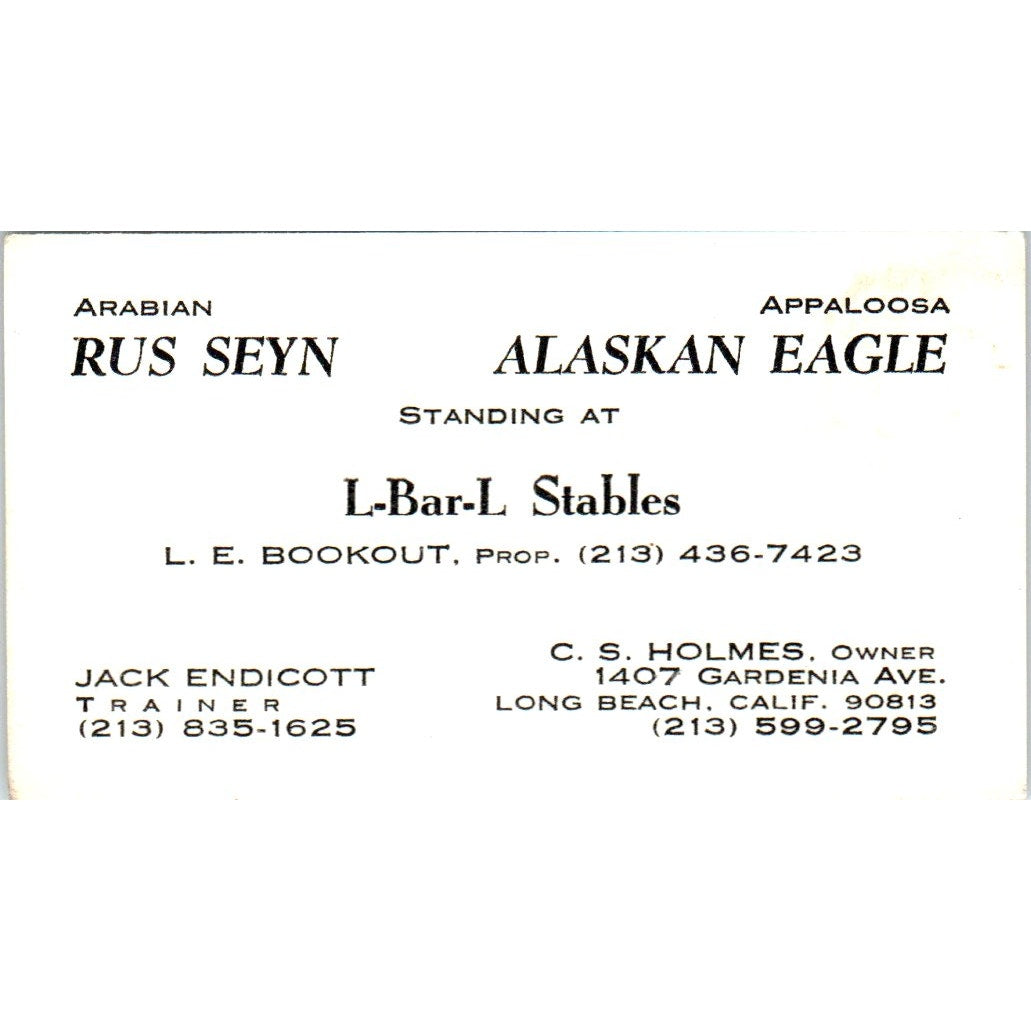 ARABIAN
RUS SEYN
APPALOOSA
ALASKAN EAGLE
STANDING AT
L-Bar-L Stables
L. E. BOOKOUT, PROP. (213) 436-7423
JACK ENDICOTT
TRAINER
(213) 835-1625
C. S. HOLMES, OWNER
1407 GARDENIA AVE.
LONG BEACH, CALIF. 90813
(213) 599-2795